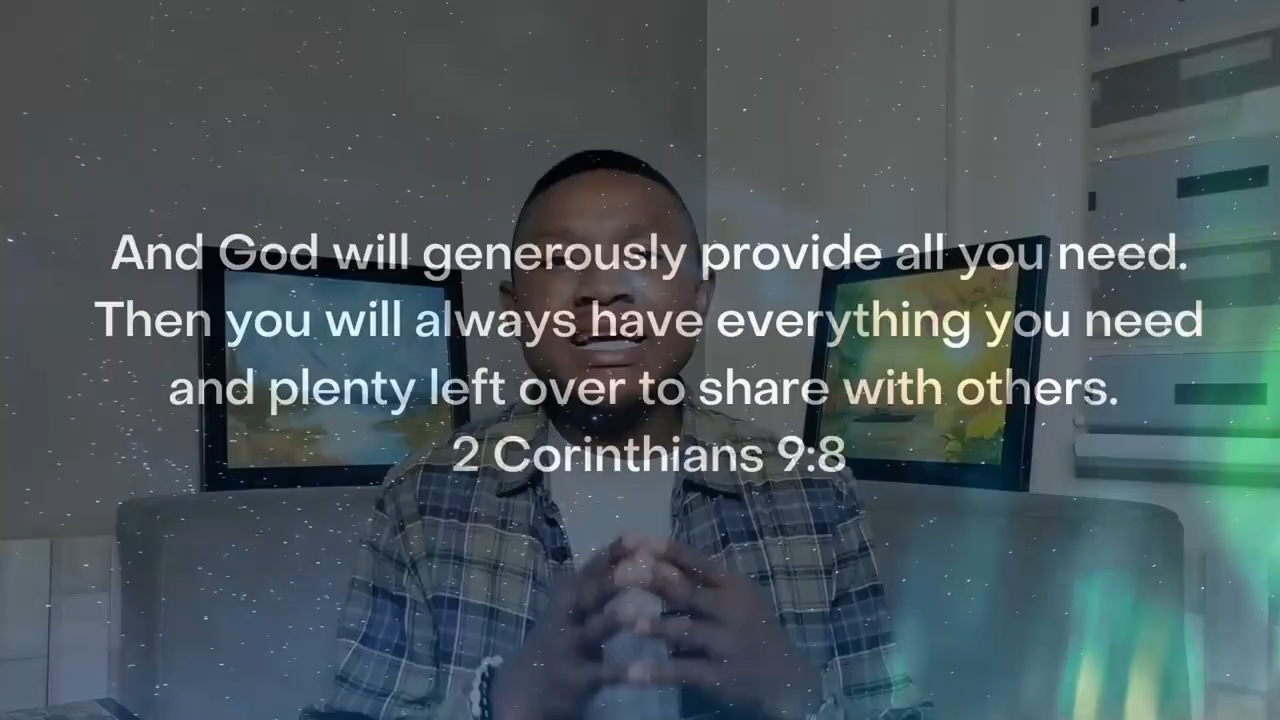 And God will generously provide all you need.
Then you will always have everything you need
and plenty left over to share with others.
2 Corinthians 9:8